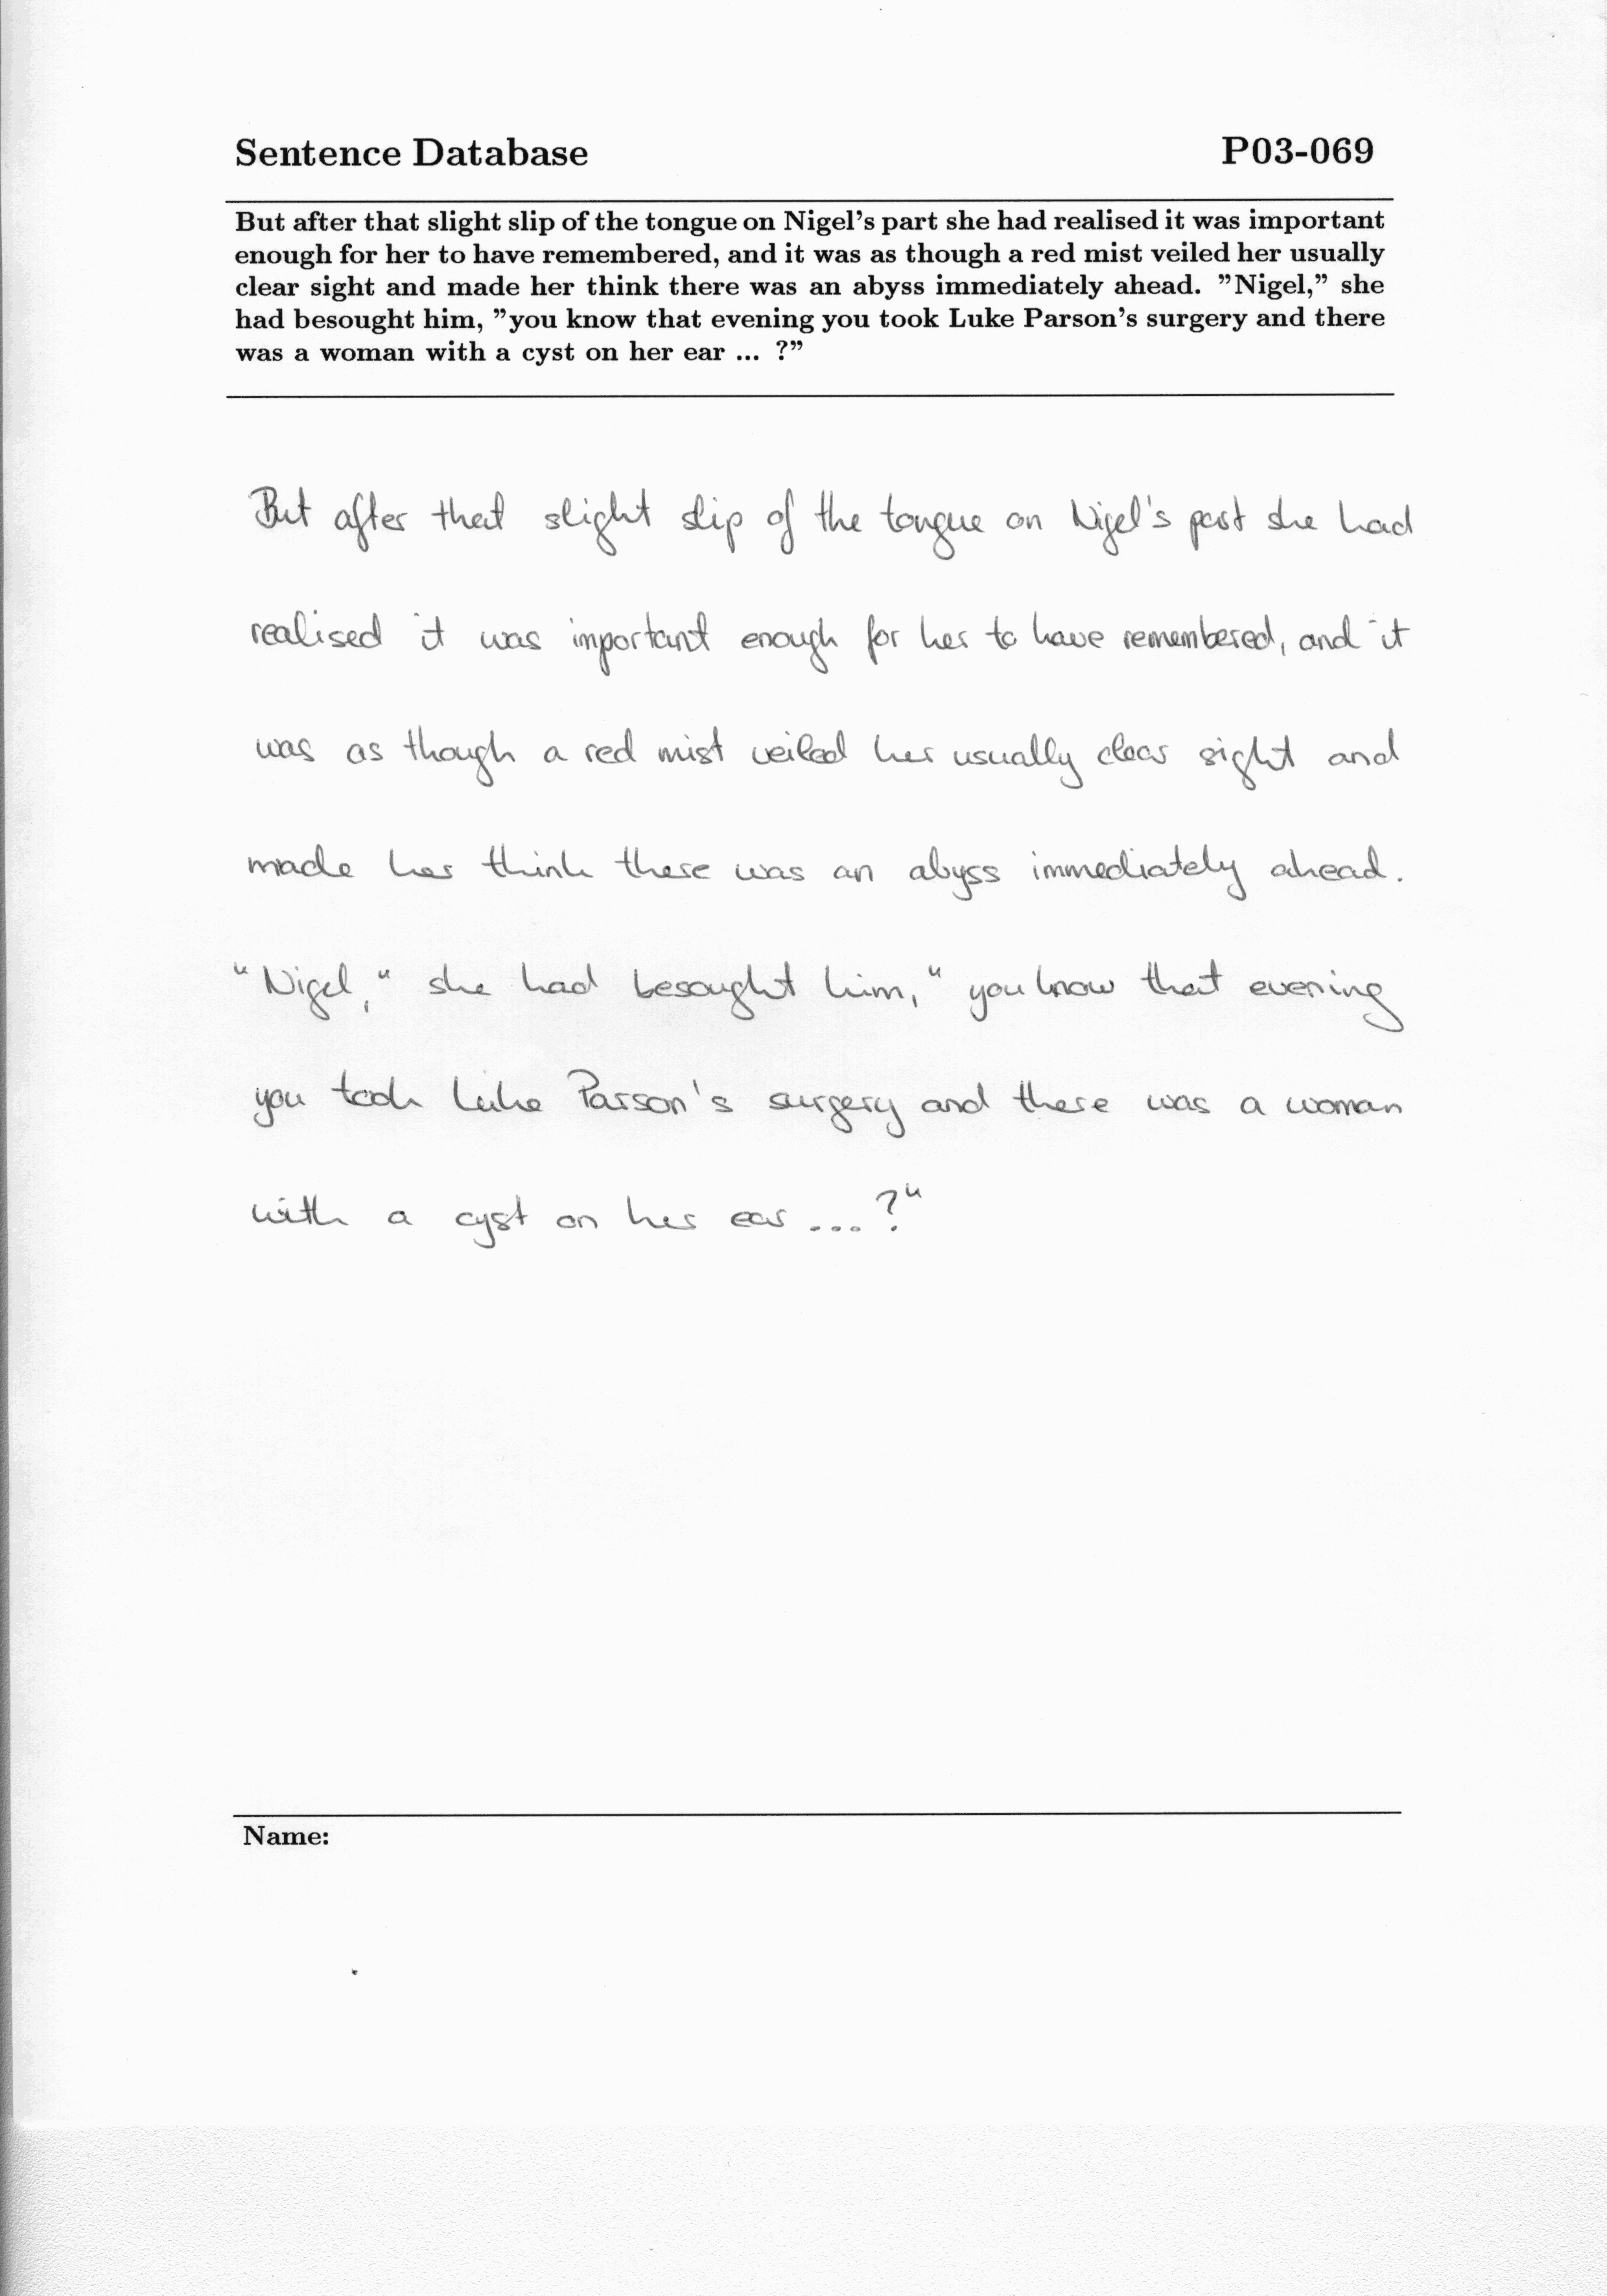 Sentence Database P03-069
But after that slight slip of the tongue on Nigel's part she had realised it was important
enough for her to have remembered, and it was as though a red mist veiled her usually
clear sight and made her think there was an abyss immediately ahead. ”Nigel,” she
had besought him, ”you know that evening you took Luke Parson's surgery and there
was a woman with a cyst on her ear ... ?”
But after that slight slip of the tongue on Nigel's part she had
realised it was important enough for her to have remembered, and it
was as though a red mist veiled her usually clear sight and
made her think there was an abyss immediately ahead.
"Nigel," she had besought him, "you know that evening
you took Luke Parson's surgery and there was a woman
with a cyst on her ear ... ?"
Name: